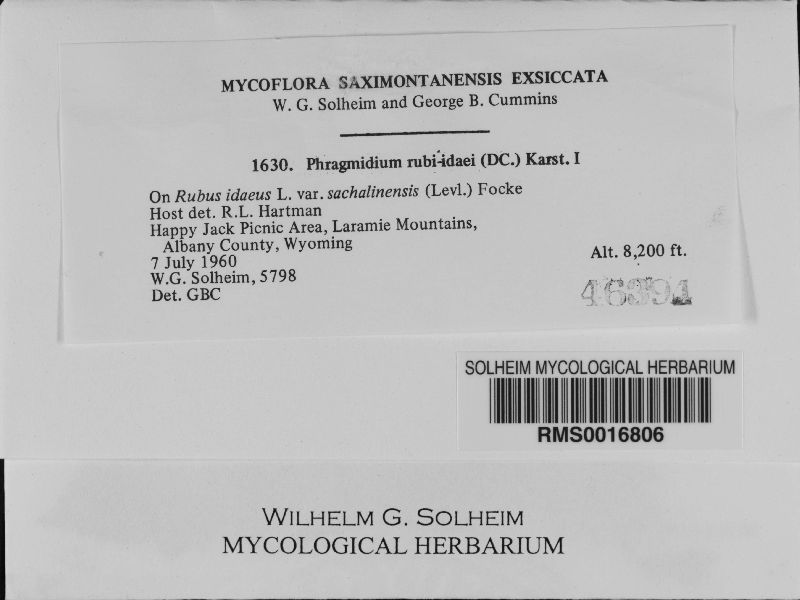 MYCOFLORA SAXIMONTANENSIS EXSICCATA
W. G. Solheim and George B. Cummins
1630. Phragmidium rubi-idaei (DC.) Karst. I
On Rubus idaeus L. var. sachalinensis (Levl.) Focke
Host det. R.L. Hartman
Happy Jack Picnic Area, Laramie Mountains,
Albany County, Wyoming
7 July 1960
Alt. 8,200 ft.
W.G. Solheim, 5798
Det. GBC
46391
SOLHEIM MYCOLOGICAL HERBARIUM
RMS0016806
WILHELM G. SOLHEIM
MYCOLOGICAL HERBARIUM